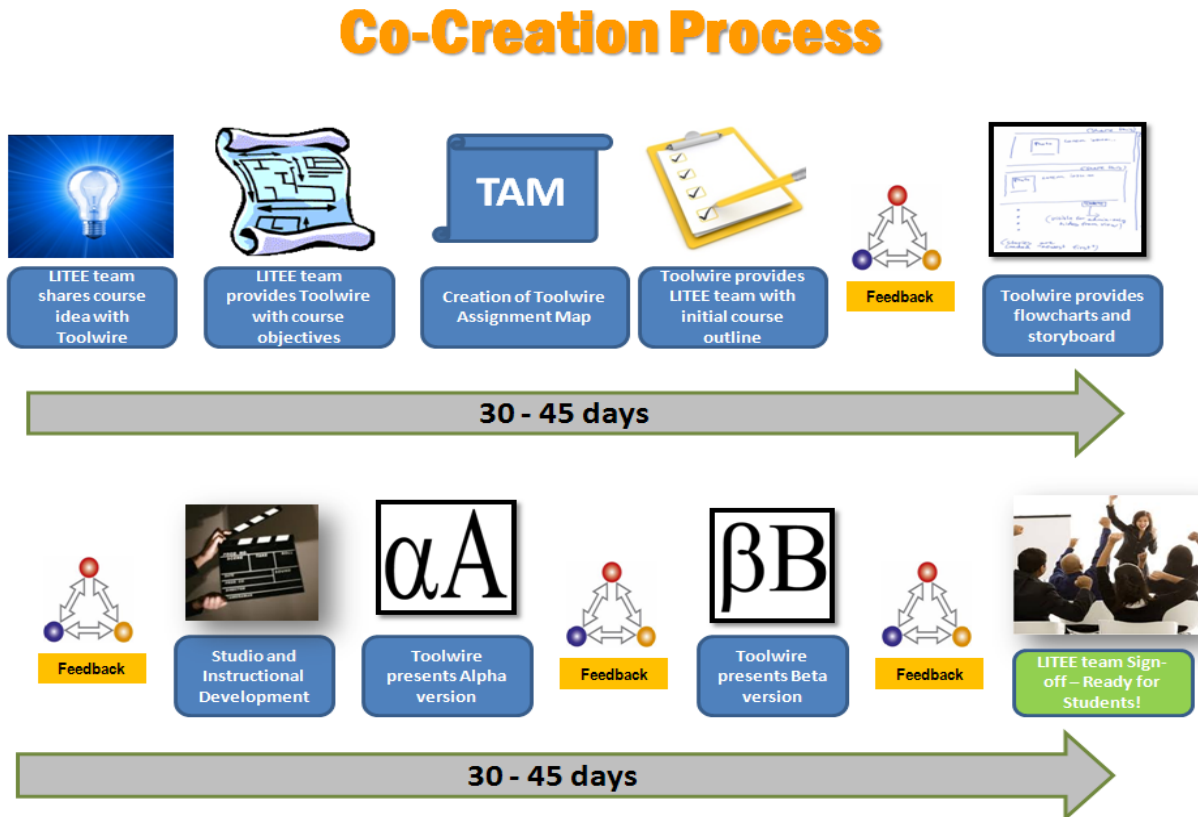 Co-Creation Process
TAM
LITEE team
shares course
idea with
Toolwire
LITEE team
provides Toolwire
with course
objectives
Creation of Toolwire
Assignment Map
Toolwire provides
LITEE team with
initial course
outline
Feedback
Toolwire provides
flowcharts and
storyboard
30 - 45 days
Feedback
Studio and
Instructional
Development
αA
Toolwire
presents Alpha
version
Feedback
βB
Toolwire
presents Beta
version
Feedback
LITEE team Sign-
off – Ready for
Students!
30 - 45 days